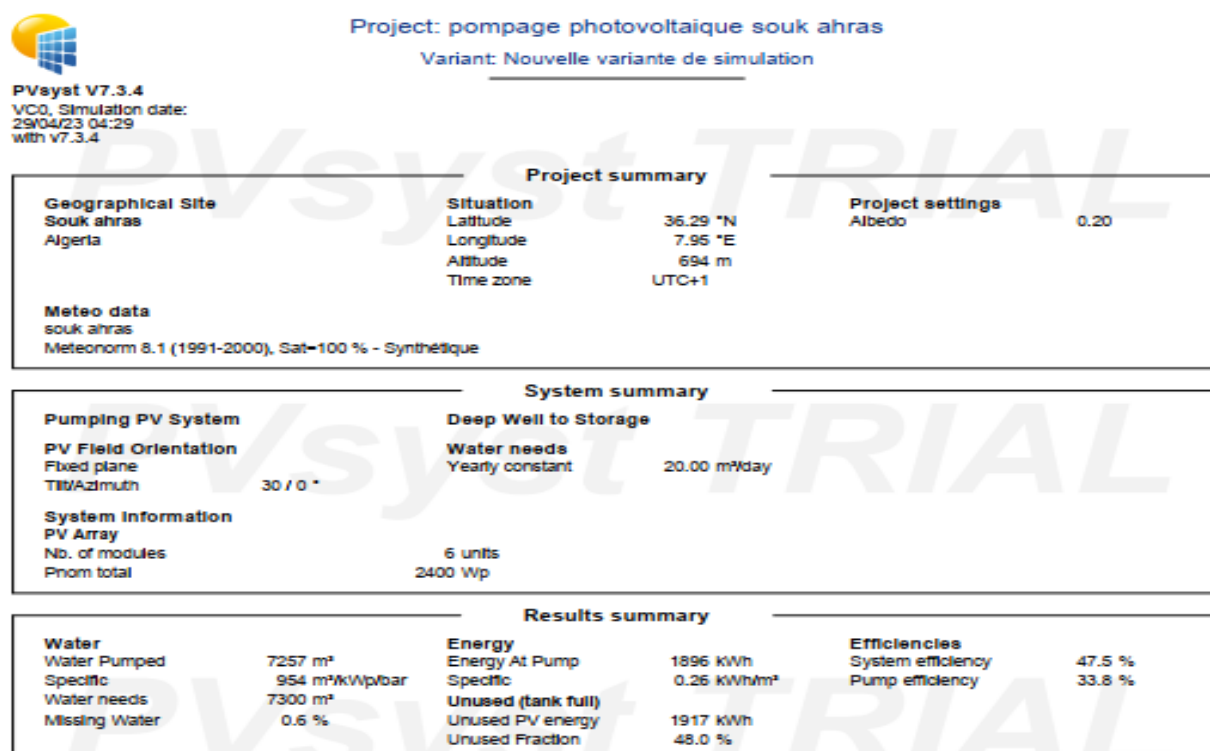 Project: pompage photovoltaique souk ahras
Variant: Nouvelle variante de simulation
PVsyst V7.3.4
VC0, Simulation date:
29/04/23 04:29
with v7.3.4
PVsyst TRIAL
Project summary
Geographical Site
Souk ahras
Algeria
Situation
Latitude 36.29 °N
Longitude 7.95 °E
Altitude 694 m
Time zone UTC+1
Project settings
Albedo 0.20
Meteo data
souk ahras
Meteonorm 8.1 (1991-2000), Sat=100 % - Synthétique
System summary
PVsyst TRIAL
Pumping PV System
Deep Well to Storage
PV Field Orientation
Fixed plane
Tilt/Azimuth 30 / 0 °
Water needs
Yearly constant 20.00 m³/day
System information
PV Array
Nb. of modules 6 units
Pnom total 2400 Wp
Results summary
PVsyst TRIAL
Water
Water Pumped 7257 m³
Specific 954 m³/kWp/bar
Water needs 7300 m³
Missing Water 0.6 %
Energy
Energy At Pump 1896 kWh
Specific 0.26 kWh/m³
Unused (tank full)
Unused PV energy 1917 kWh
Unused Fraction 48.0 %
Efficiencies
System efficiency 47.5 %
Pump efficiency 33.8 %